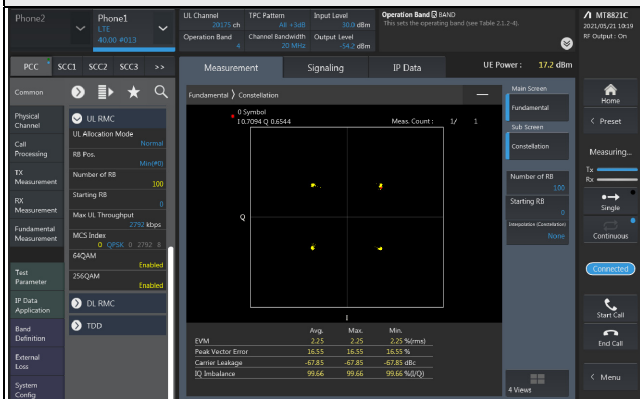 Phone2
Phone1
LTE
40.00 #013
UL Channel
20175 ch
TPC Pattern
All +3dB
Input Level
30.0 dBm
Operation Band
4
Channel Bandwidth
20 MHz
Output Level
-54.2 dBm
Operation Band BAND
This sets the operating band (see Table 2.1.2-4).
MT8821C
2021/05/21 10:19
RF Output : On
PCC
SCC1
SCC2
SCC3
>>
Measurement
Signaling
IP Data
UE Power : 17.2 dBm
Common
Physical
Channel
Call
Processing
TX
Measurement
RX
Measurement
Fundamental
Measurement
Test
Parameter
IP Data
Application
Band
Definition
External
Loss
System
Config
UL RMC
UL Allocation Mode
Normal
RB Pos.
Min(#0)
Number of RB
100
Starting RB
0
Max UL Throughput
2792 kbps
MCS Index
0 QPSK 0 2792 B
64QAM
Enabled
256QAM
Enabled
DL RMC
TDD
Fundamental > Constellation
0 Symbol
I 0.7094 Q 0.6544
Meas. Count : 1/ 1
Q
I
Avg. Max. Min.
EVM 2.25 2.25 2.25 %(rms)
Peak Vector Error 16.55 16.55 16.55 %
Carrier Leakage -67.85 -67.85 -67.85 dBc
IQ Imbalance 99.66 99.66 99.66 %(I/Q)
Main Screen
Fundamental
Sub Screen
Constellation
Number of RB
100
Starting RB
0
Interpolation (Constellation)
None
4 Views
Home
< Preset
Measuring...
Tx
Rx
Single
Continuous
Connected
Start Call
End Call
< Menu